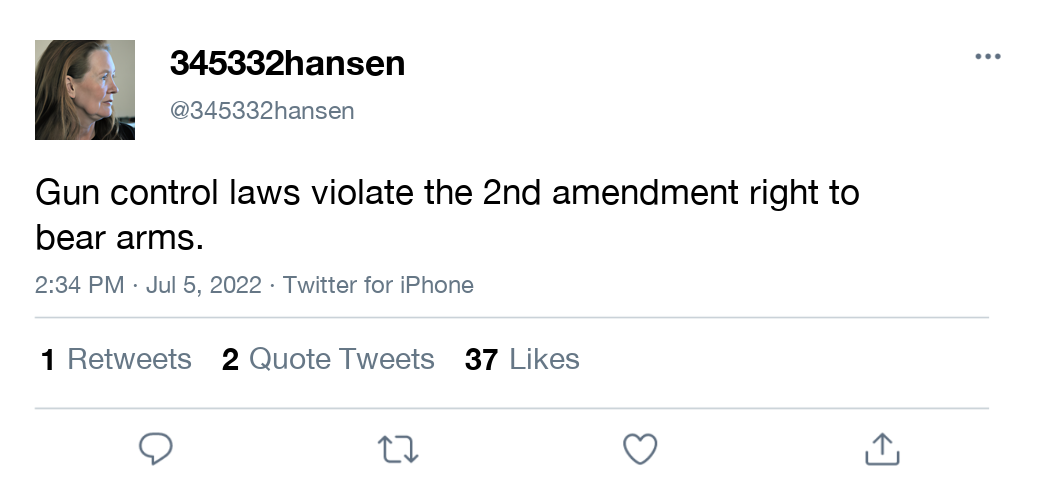 345332hansen
@345332hansen
Gun control laws violate the 2nd amendment right to
bear arms.
2:34 PM · Jul 5, 2022 · Twitter for iPhone
1 Retweets 2 Quote Tweets 37 Likes